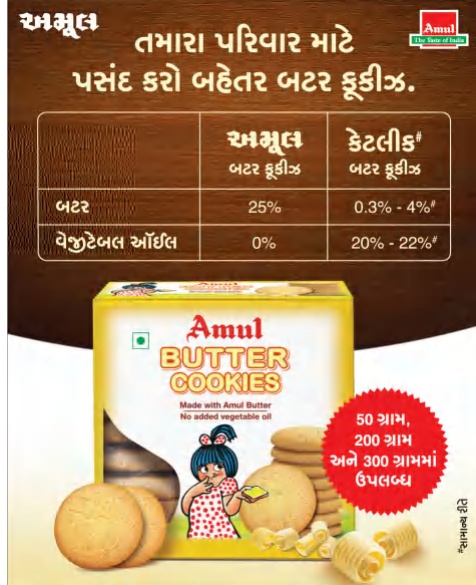 અમૂલ
Amul
The Taste of India
તમારા પરિવાર માટે
પસંદ કરો બહેતર બટર કૂકીઝ.
અમૂલ કેટલીક#
બટર કૂકીઝ બટર કૂકીઝ
બટર 25% 0.3% - 4%#
વેજીટેબલ ઑઈલ 0% 20% - 22%#
Amul
BUTTER
COOKIES
Made with Amul Butter
No added vegetable oil
50 ગ્રામ,
200 ગ્રામ
અને 300 ગ્રામમાં
ઉપલબ્ધ
#સામાન્ય રીતે